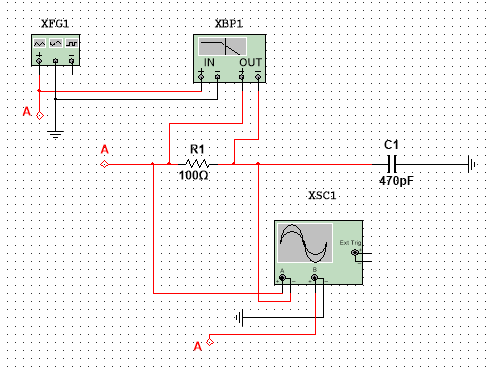 XFG1 XBP1
IN OUT
+ - + -
A
A
R1
100Ω
C1
470pF
XSC1
Ext Trig
A B
A